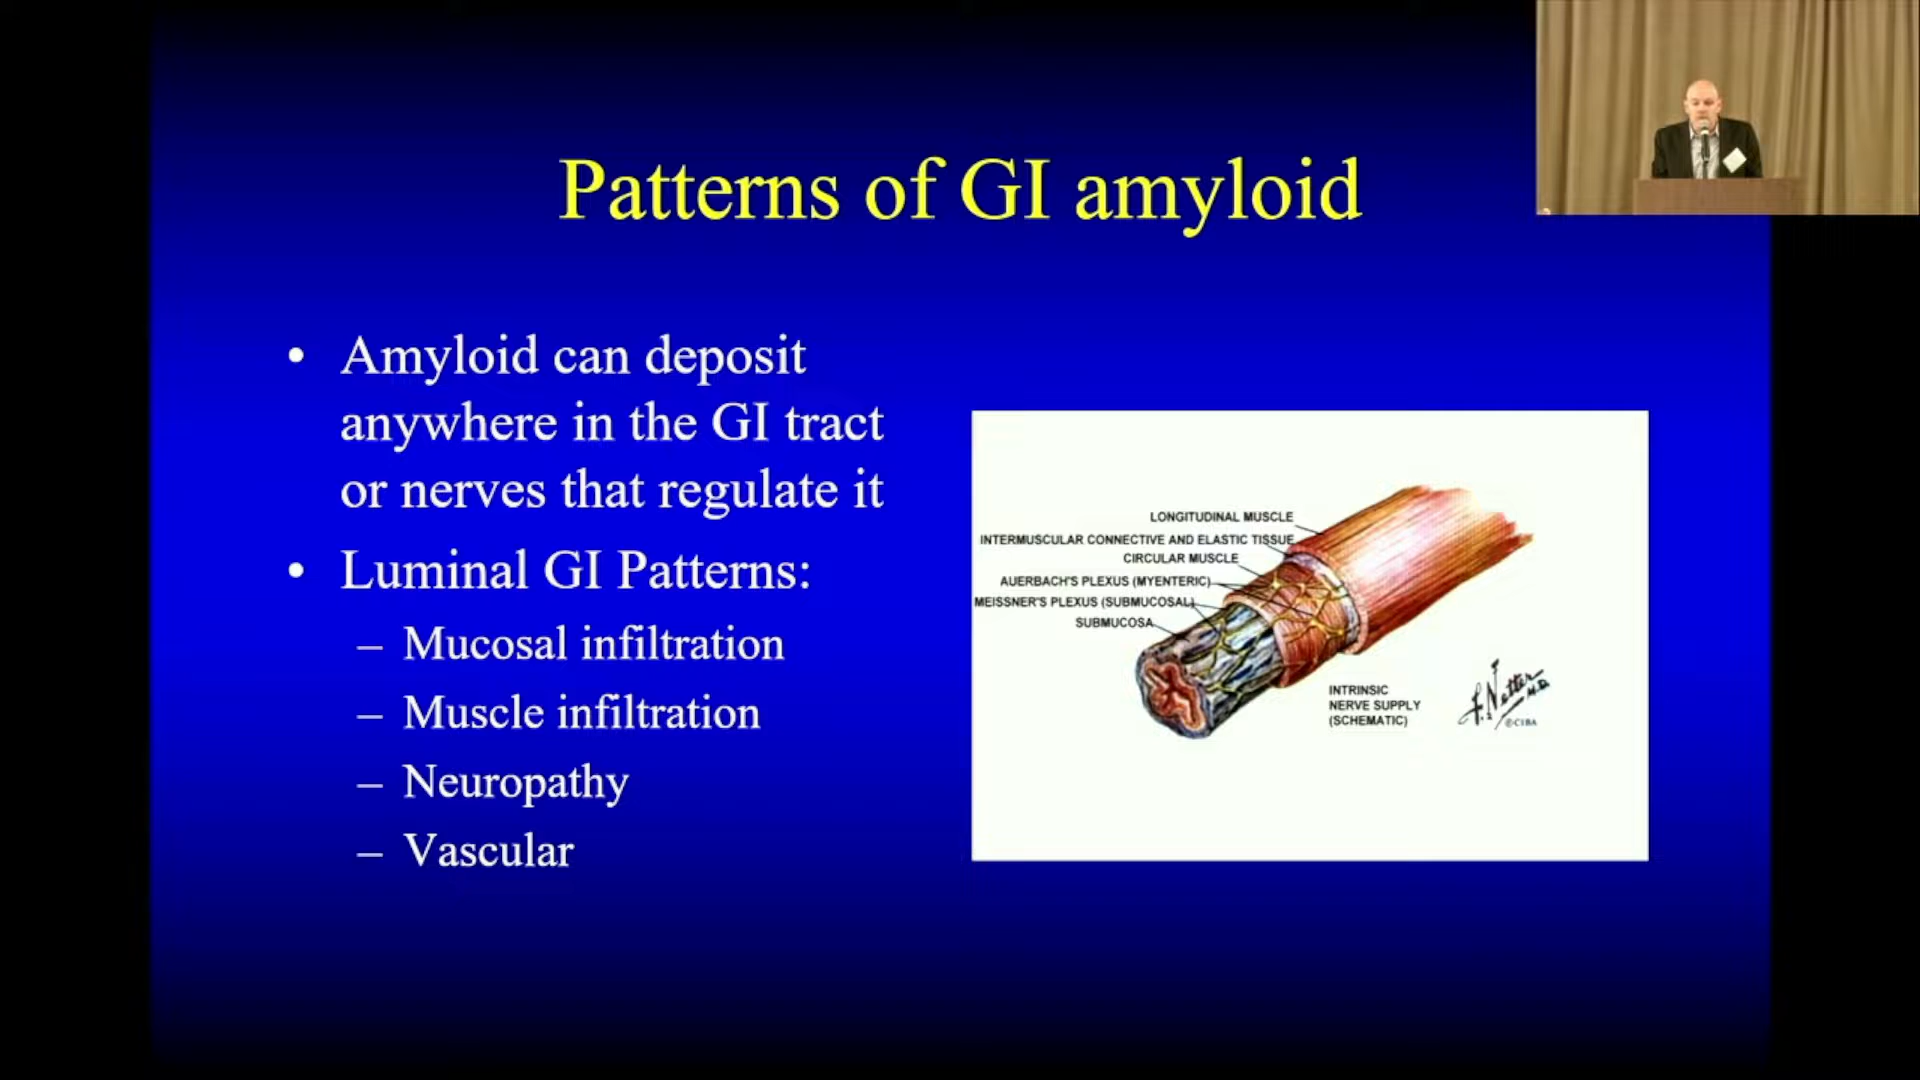 Patterns of GI amyloid
• Amyloid can deposit
anywhere in the GI tract
or nerves that regulate it
• Luminal GI Patterns:
– Mucosal infiltration
– Muscle infiltration
– Neuropathy
– Vascular
LONGITUDINAL MUSCLE
INTERMUSCULAR CONNECTIVE AND ELASTIC TISSUE
CIRCULAR MUSCLE
AUERBACH'S PLEXUS (MYENTERIC)
MEISSNER'S PLEXUS (SUBMUCOSAL)
SUBMUCOSA
INTRINSIC
NERVE SUPPLY
(SCHEMATIC)
F. Netter M.D.
©CIBA